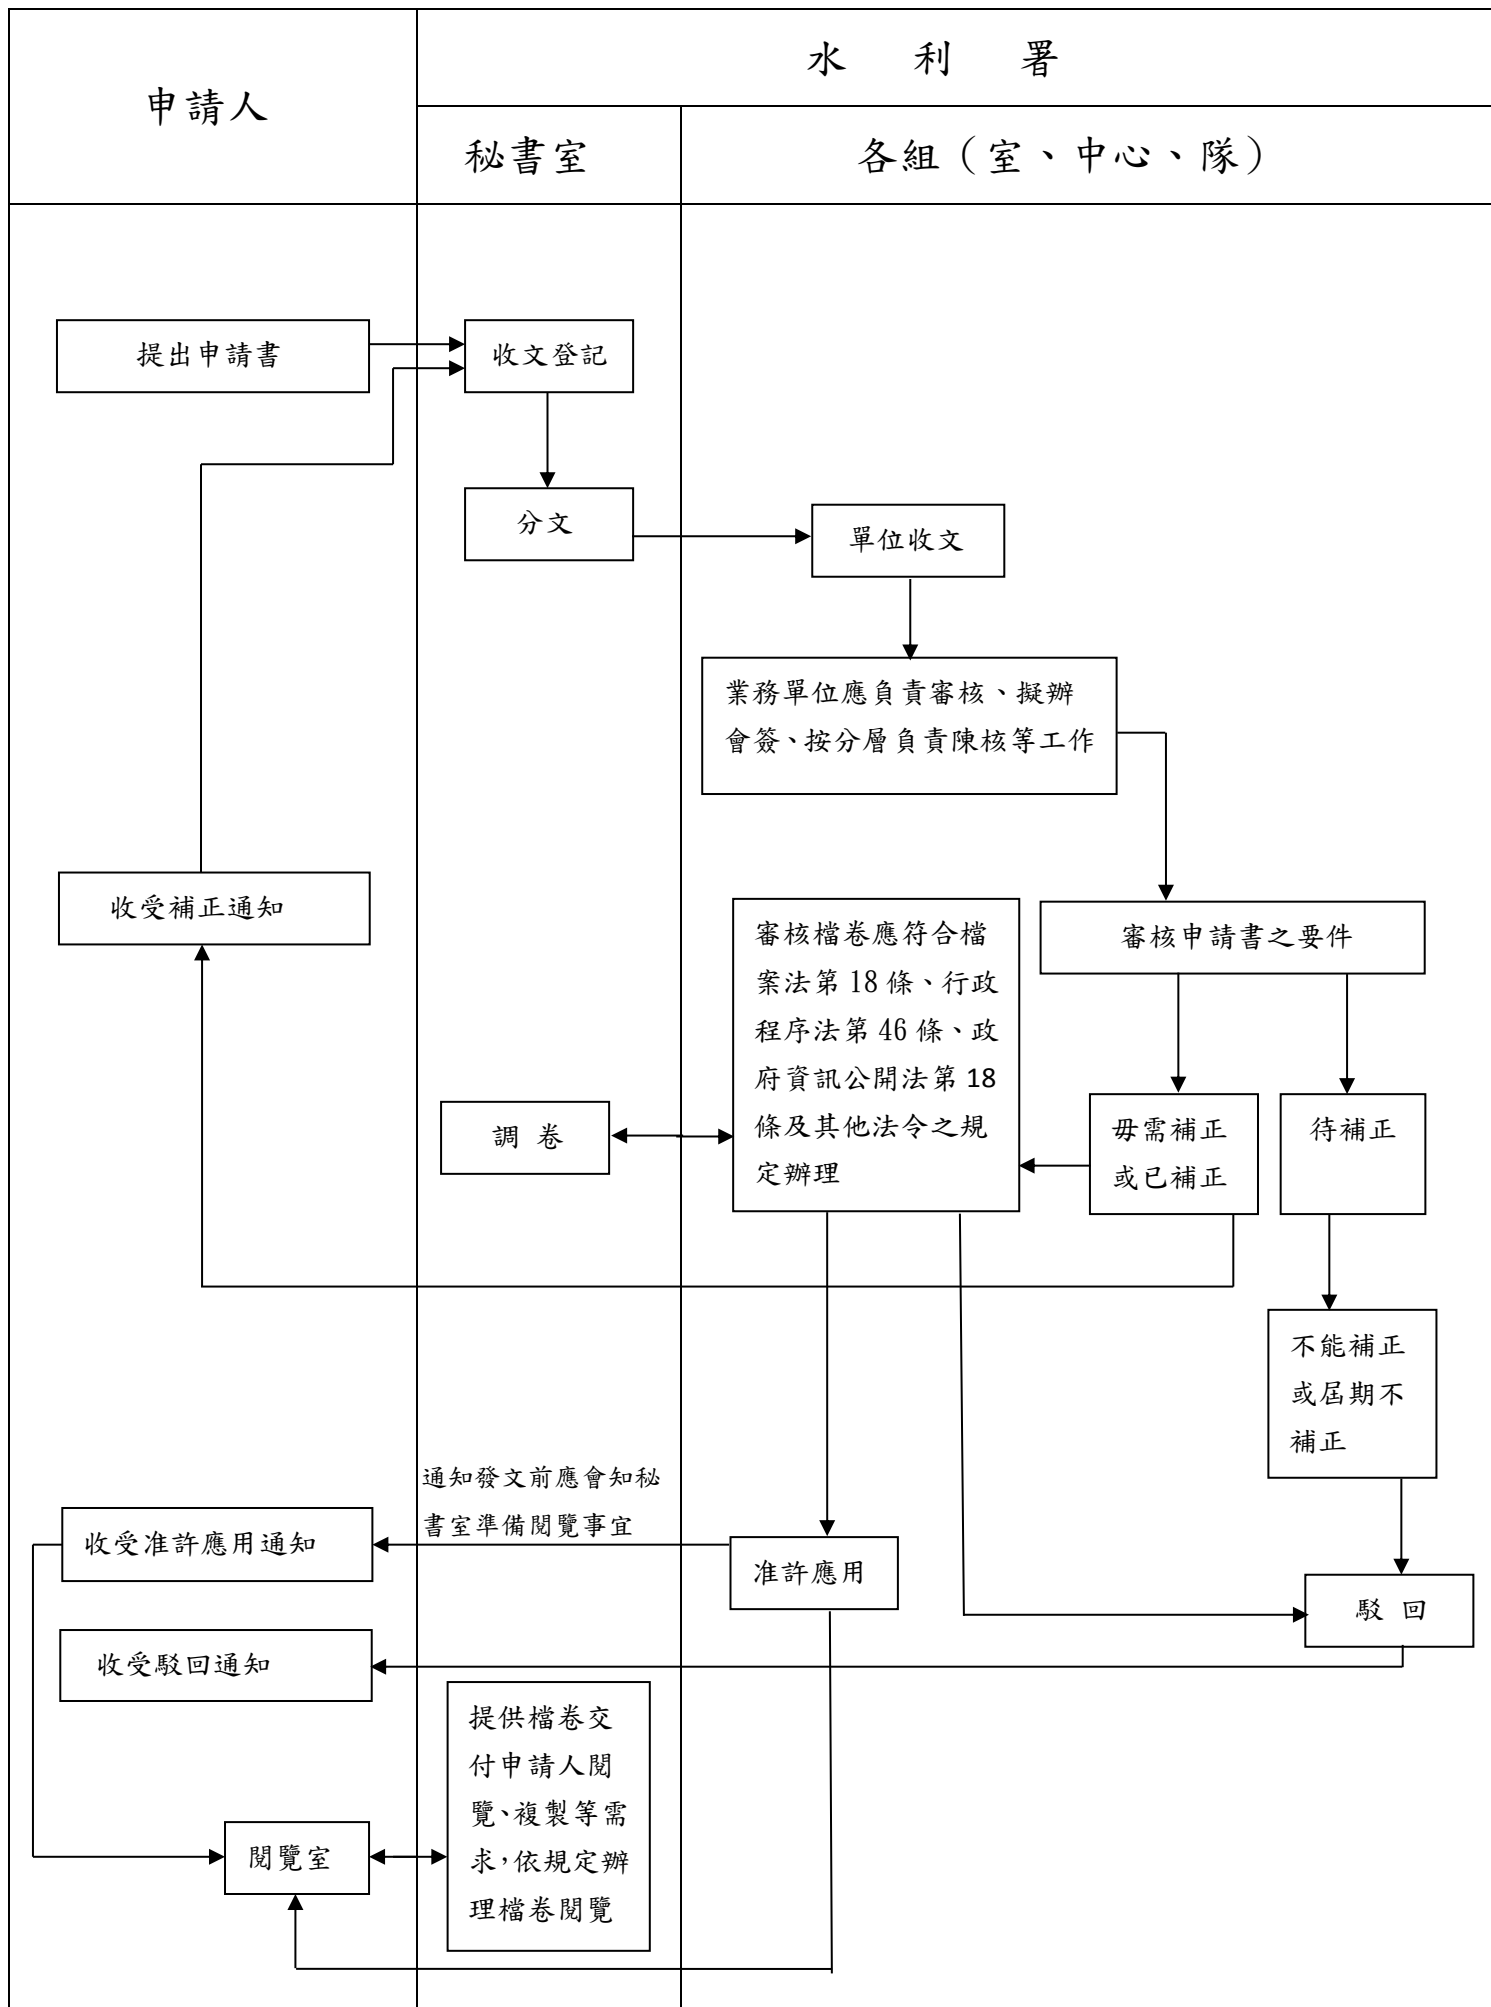 申請人
水 利 署
秘書室
各組（室、中心、隊）
提出申請書
收文登記
分文
單位收文
業務單位應負責審核、擬辦
會簽、按分層負責陳核等工作
收受補正通知
審核檔卷應符合檔
案法第 18 條、行政
程序法第 46 條、政
府資訊公開法第 18
條及其他法令之規
定辦理
審核申請書之要件
調 卷
毋需補正
或已補正
待補正
不能補正
或屆期不
補正
通知發文前應會知秘
書室準備閱覽事宜
收受准許應用通知
准許應用
駁 回
收受駁回通知
提供檔卷交
付申請人閱
覽、複製等需
求，依規定辦
理檔卷閱覽
閱覽室